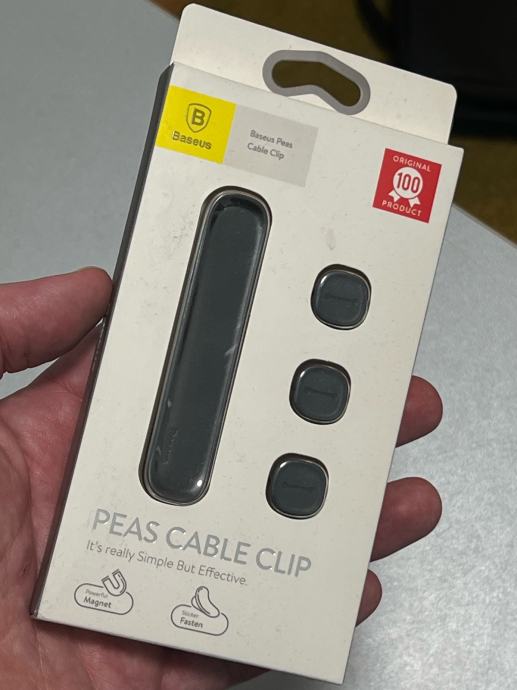 Baseus
Baseus Peas
Cable Clip
ORIGINAL
100
PRODUCT
PEAS CABLE CLIP
It's really Simple But Effective.
Powerful
Magnet
Sticker
Fasten